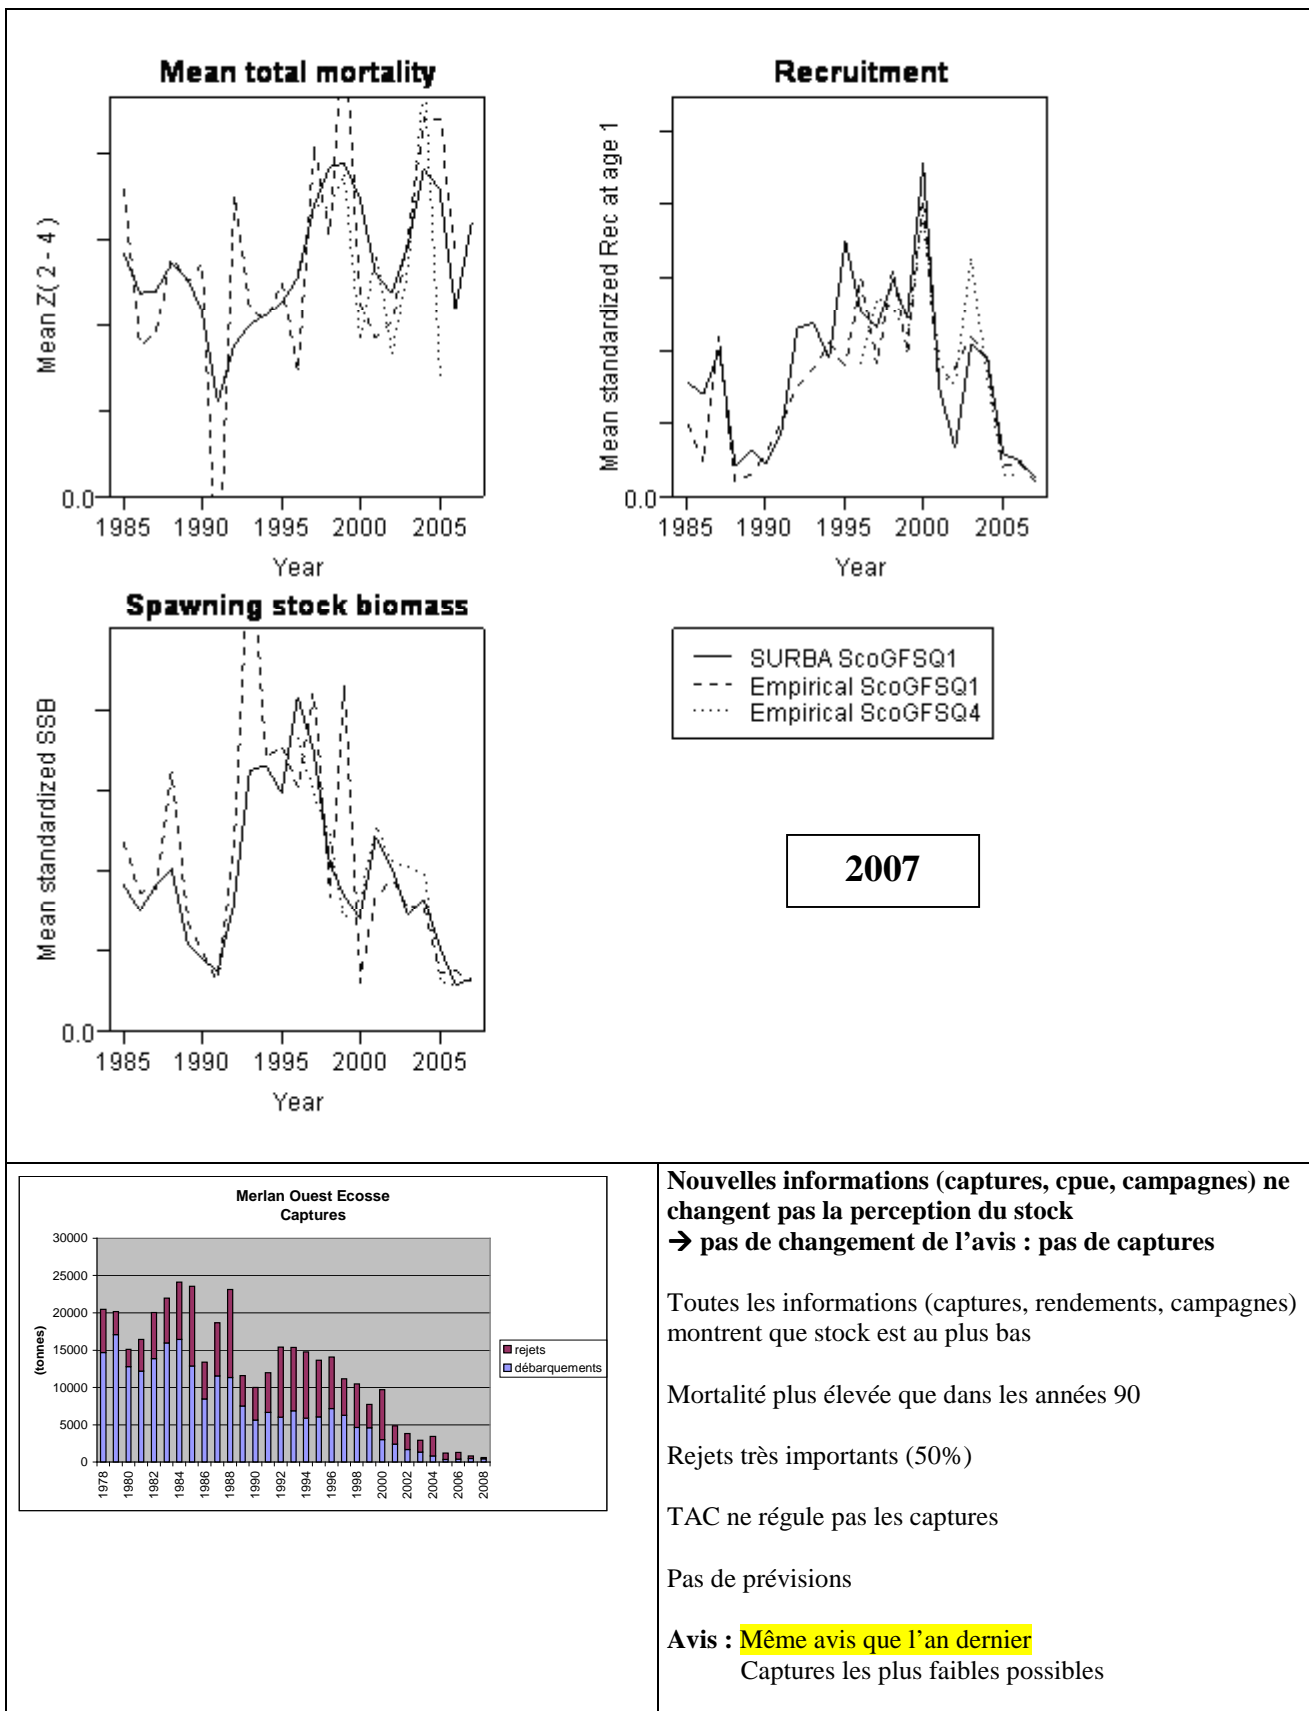 Mean total mortality
Mean Z( 2 - 4 )
0.0
1985 1990 1995 2000 2005
Year
Recruitment
Mean standardized Rec at age 1
0.0
1985 1990 1995 2000 2005
Year
Spawning stock biomass
Mean standardized SSB
0.0
1985 1990 1995 2000 2005
Year
SURBA ScoGFSQ1
Empirical ScoGFSQ1
Empirical ScoGFSQ4
2007
Merlan Ouest Ecosse
Captures
(tonnes)
30000
25000
20000
15000
10000
5000
0
1978 1980 1982 1984 1986 1988 1990 1992 1994 1996 1998 2000 2002 2004 2006 2008
rejets
débarquements
Nouvelles informations (captures, cpue, campagnes) ne
changent pas la perception du stock
→ pas de changement de l’avis : pas de captures
Toutes les informations (captures, rendements, campagnes)
montrent que stock est au plus bas
Mortalité plus élevée que dans les années 90
Rejets très importants (50%)
TAC ne régule pas les captures
Pas de prévisions
Avis : Même avis que l’an dernier
Captures les plus faibles possibles